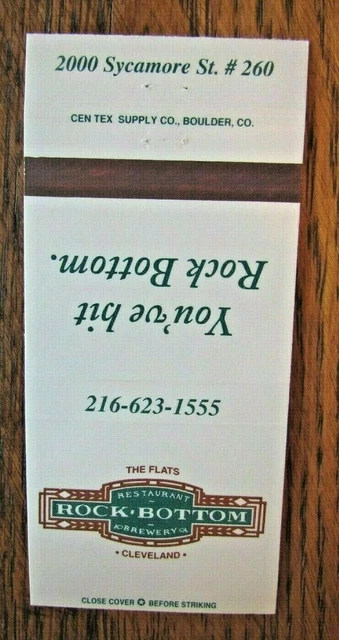 2000 Sycamore St. # 260
CEN TEX SUPPLY CO., BOULDER, CO.
You've hit
Rock Bottom.
216-623-1555
THE FLATS
RESTAURANT
ROCK·BOTTOM
& BREWERY
• CLEVELAND •
CLOSE COVER ✪ BEFORE STRIKING